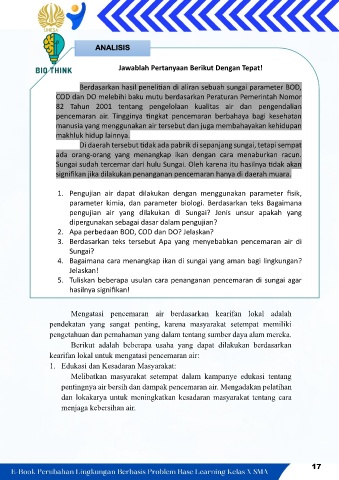 UNESA
BIO THINK
ANALISIS
Jawablah Pertanyaan Berikut Dengan Tepat!
Berdasarkan hasil penelitian di aliran sebuah sungai parameter BOD,
COD dan DO melebihi baku mutu berdasarkan Peraturan Pemerintah Nomor
82 Tahun 2001 tentang pengelolaan kualitas air dan pengendalian
pencemaran air. Tingginya tingkat pencemaran berbahaya bagi kesehatan
manusia yang menggunakan air tersebut dan juga membahayakan kehidupan
makhluk hidup lainnya.
Di daerah tersebut tidak ada pabrik di sepanjang sungai, tetapi sempat
ada orang-orang yang menangkap ikan dengan cara menaburkan racun.
Sungai sudah tercemar dari hulu Sungai. Oleh karena itu hasilnya tidak akan
signifikan jika dilakukan penanganan pencemaran hanya di daerah muara.
1. Pengujian air dapat dilakukan dengan menggunakan parameter fisik,
parameter kimia, dan parameter biologi. Berdasarkan teks Bagaimana
pengujian air yang dilakukan di Sungai? Jenis unsur apakah yang
dipergunakan sebagai dasar dalam pengujian?
2. Apa perbedaan BOD, COD dan DO? Jelaskan?
3. Berdasarkan teks tersebut Apa yang menyebabkan pencemaran air di
Sungai?
4. Bagaimana cara menangkap ikan di sungai yang aman bagi lingkungan?
Jelaskan!
5. Tuliskan beberapa usulan cara penanganan pencemaran di sungai agar
hasilnya signifikan!
Mengatasi pencemaran air berdasarkan kearifan lokal adalah
pendekatan yang sangat penting, karena masyarakat setempat memiliki
pengetahuan dan pemahaman yang dalam tentang sumber daya alam mereka.
Berikut adalah beberapa usaha yang dapat dilakukan berdasarkan
kearifan lokal untuk mengatasi pencemaran air:
1. Edukasi dan Kesadaran Masyarakat:
Melibatkan masyarakat setempat dalam kampanye edukasi tentang
pentingnya air bersih dan dampak pencemaran air. Mengadakan pelatihan
dan lokakarya untuk meningkatkan kesadaran masyarakat tentang cara
menjaga kebersihan air.
17
E-Book Perubahan Lingkungan Berbasis Problem Base Learning Kelas X SMA